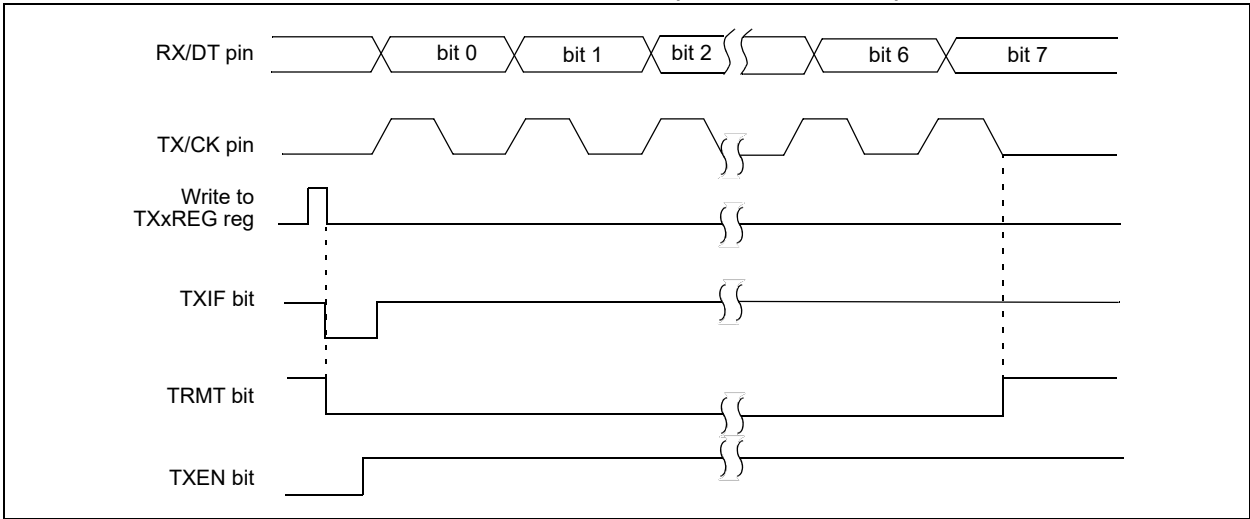 RX/DT pin
bit 0
bit 1
bit 2
bit 6
bit 7
TX/CK pin
Write to
TXxREG reg
TXIF bit
TRMT bit
TXEN bit